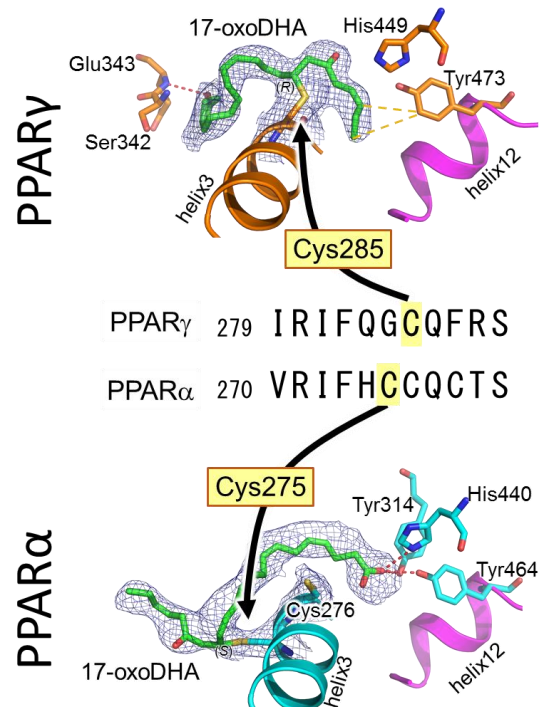 PPARγ
17-oxoDHA
His449
Glu343
(R)
Tyr473
Ser342
helix3
helix12
Cys285
PPARγ 279 IRIFQGCQFRS
PPARα 270 VRIFHCCQCTS
Cys275
PPARα
Tyr314
His440
Tyr464
Cys276
(S)
17-oxoDHA
helix3
helix12